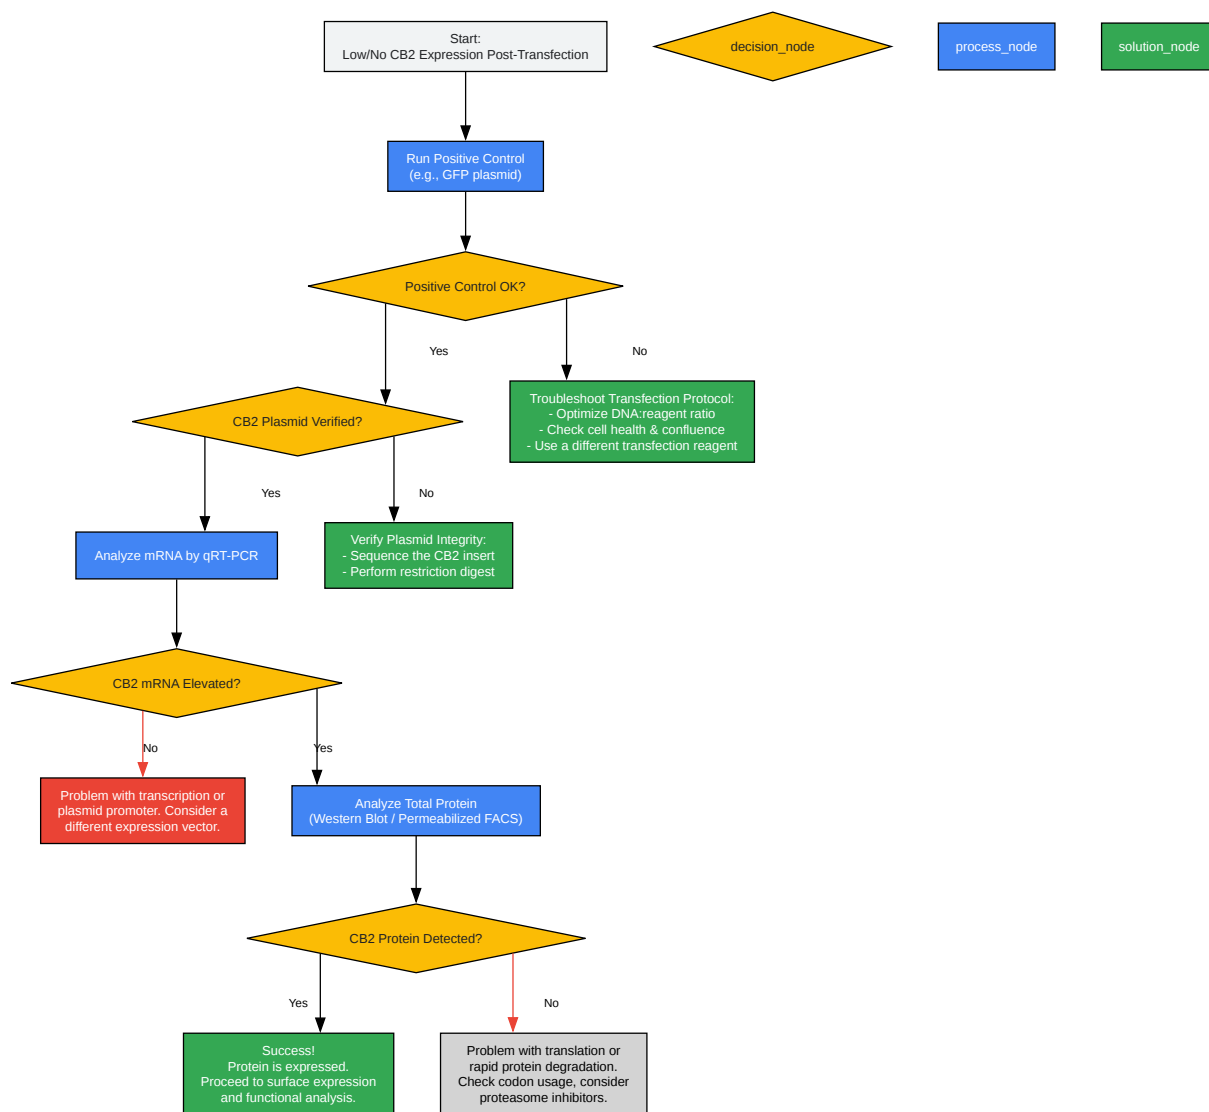 Start:
Low/No CB2 Expression Post-Transfection
decision_node
process_node
solution_node
Run Positive Control
(e.g., GFP plasmid)
Positive Control OK?
Yes
No
Troubleshoot Transfection Protocol:
- Optimize DNA:reagent ratio
- Check cell health & confluence
- Use a different transfection reagent
CB2 Plasmid Verified?
Yes
No
Analyze mRNA by qRT-PCR
Verify Plasmid Integrity:
- Sequence the CB2 insert
- Perform restriction digest
CB2 mRNA Elevated?
No
Yes
Problem with transcription or
plasmid promoter. Consider a
different expression vector.
Analyze Total Protein
(Western Blot / Permeabilized FACS)
CB2 Protein Detected?
Yes
No
Success!
Protein is expressed.
Proceed to surface expression
and functional analysis.
Problem with translation or
rapid protein degradation.
Check codon usage, consider
proteasome inhibitors.